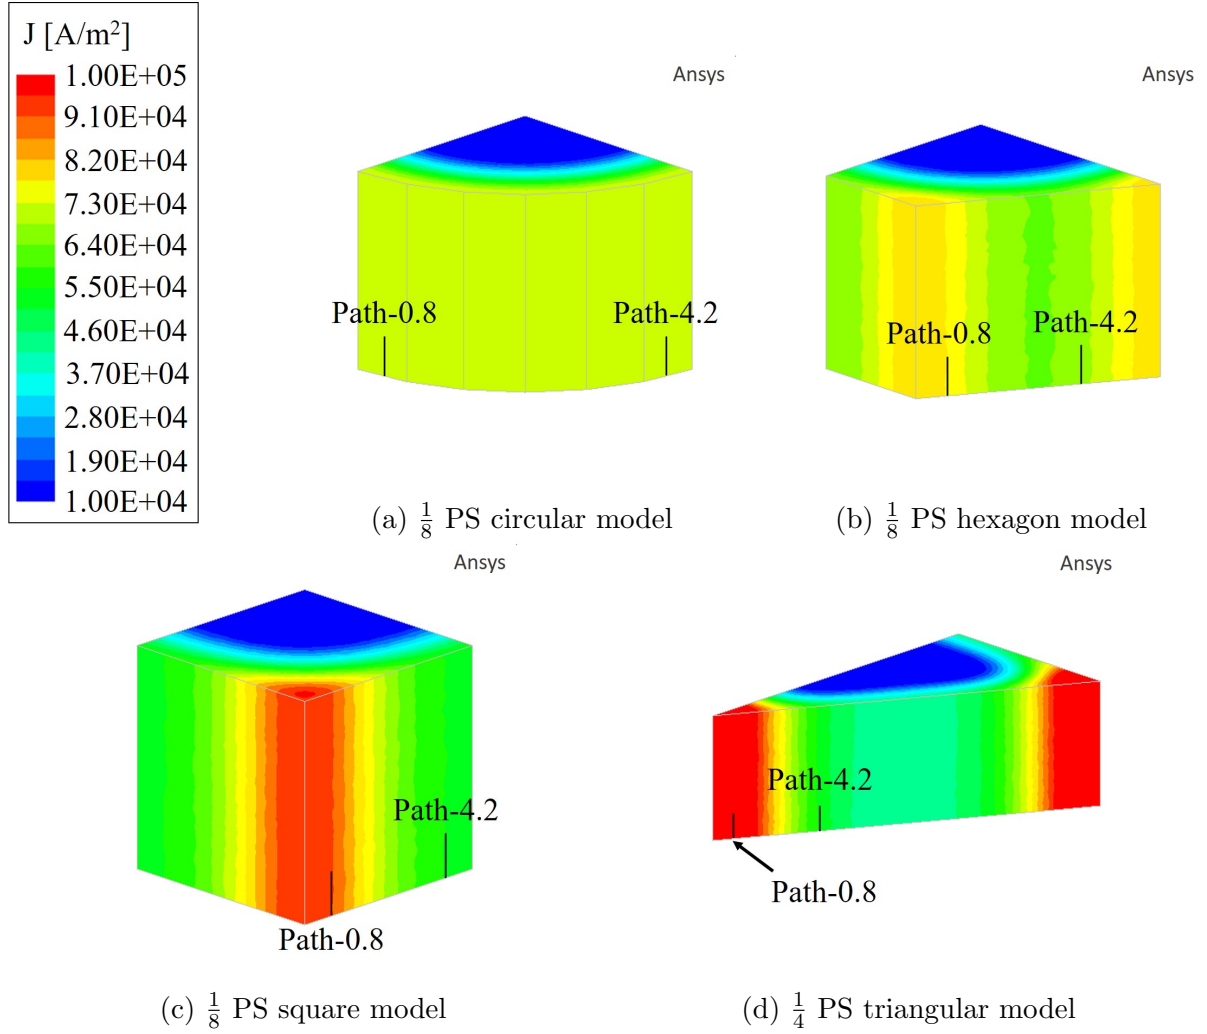 J [A/m²]
1.00E+05
9.10E+04
8.20E+04
7.30E+04
6.40E+04
5.50E+04
4.60E+04
3.70E+04
2.80E+04
1.90E+04
1.00E+04
Ansys
Path-0.8
Path-4.2
(a) 1/8 PS circular model
Ansys
Path-0.8
Path-4.2
(b) 1/8 PS hexagon model
Ansys
Path-4.2
Path-0.8
(c) 1/8 PS square model
Ansys
Path-4.2
Path-0.8
(d) 1/4 PS triangular model